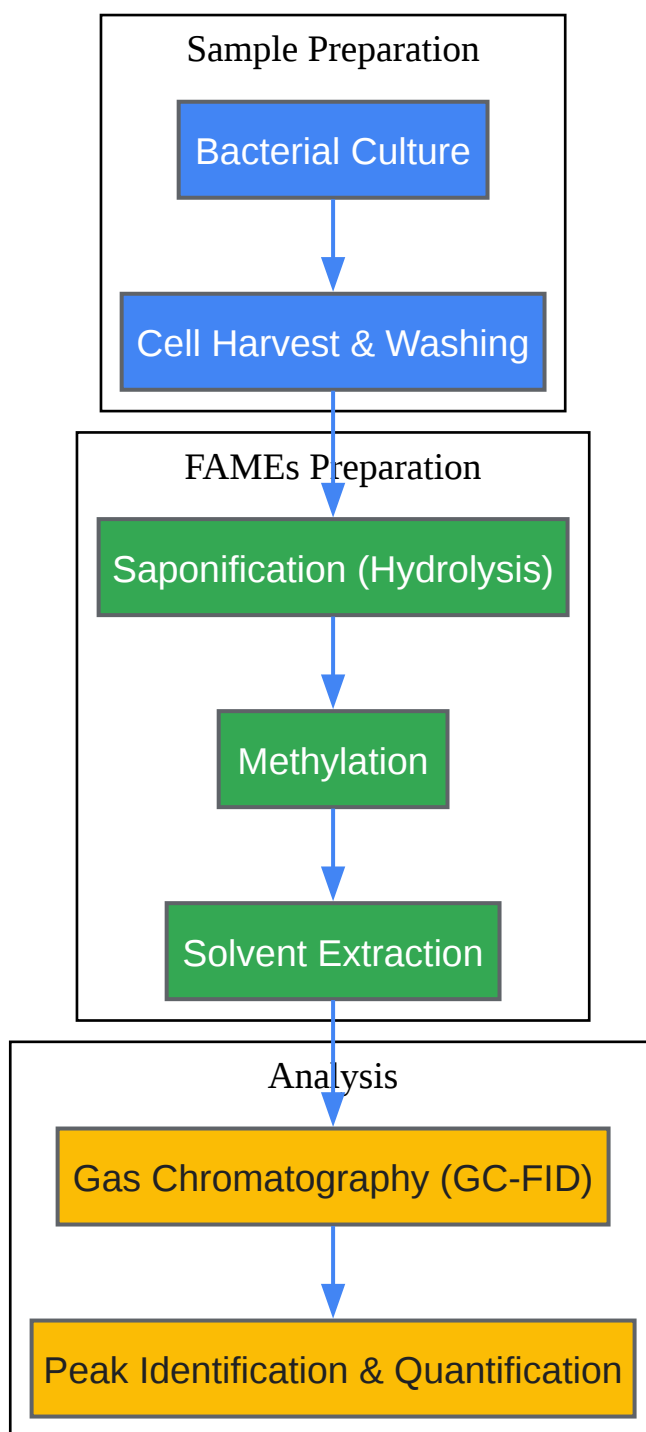 Sample Preparation
Bacterial Culture
Cell Harvest & Washing
FAMEs Preparation
Saponification (Hydrolysis)
Methylation
Solvent Extraction
Analysis
Gas Chromatography (GC-FID)
Peak Identification & Quantification